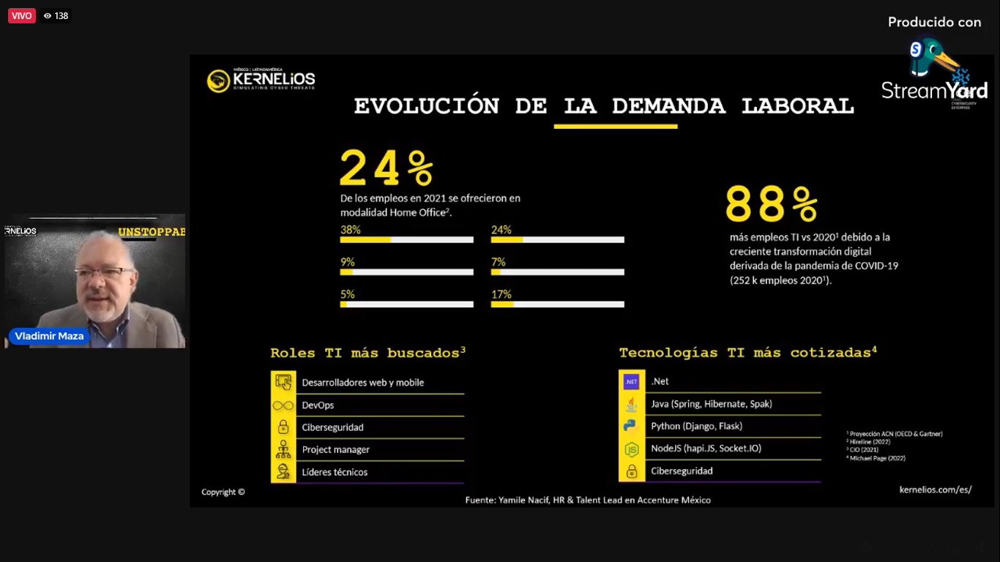 VIVO 138
Producido con
StreamYard
MÉXICO | LATINOAMÉRICA
KERNELiOS
SIMULATING CYBER THREATS
CYBERSECURITY
ENTERPRISE
EVOLUCIÓN DE LA DEMANDA LABORAL
24%
De los empleos en 2021 se ofrecieron en
modalidad Home Office².
38% 24%
9% 7%
5% 17%
88%
más empleos TI vs 2020¹ debido a la
creciente transformación digital
derivada de la pandemia de COVID-19
(252 k empleos 2020¹).
RNELiOS
UNSTOPPAB
Vladimir Maza
Roles TI más buscados³
Desarrolladores web y mobile
DevOps
Ciberseguridad
Project manager
Líderes técnicos
Tecnologías TI más cotizadas⁴
.NET .Net
Java (Spring, Hibernate, Spak)
Python (Django, Flask)
JS NodeJS (hapi.JS, Socket.IO)
Ciberseguridad
¹ Proyección ACN (OECD & Gartner)
² Hireline (2022)
³ CIO (2021)
⁴ Michael Page (2022)
Copyright ©
kernelios.com/es/
Fuente: Yamile Nacif, HR & Talent Lead en Accenture México